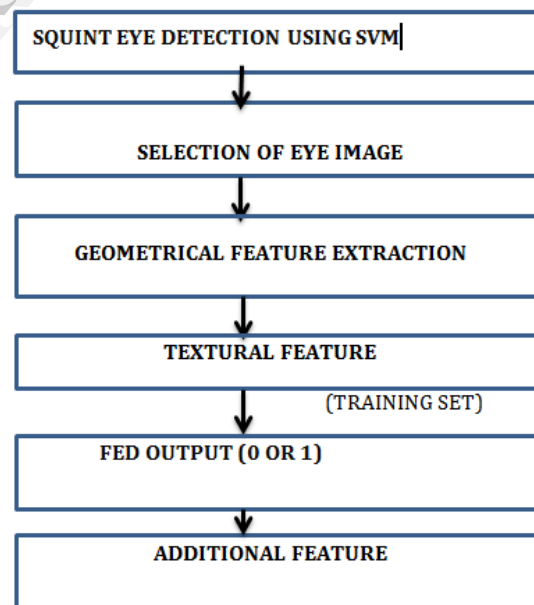 SQUINT EYE DETECTION USING SVM
SELECTION OF EYE IMAGE
GEOMETRICAL FEATURE EXTRACTION
TEXTURAL FEATURE
(TRAINING SET)
FED OUTPUT (0 OR 1)
ADDITIONAL FEATURE